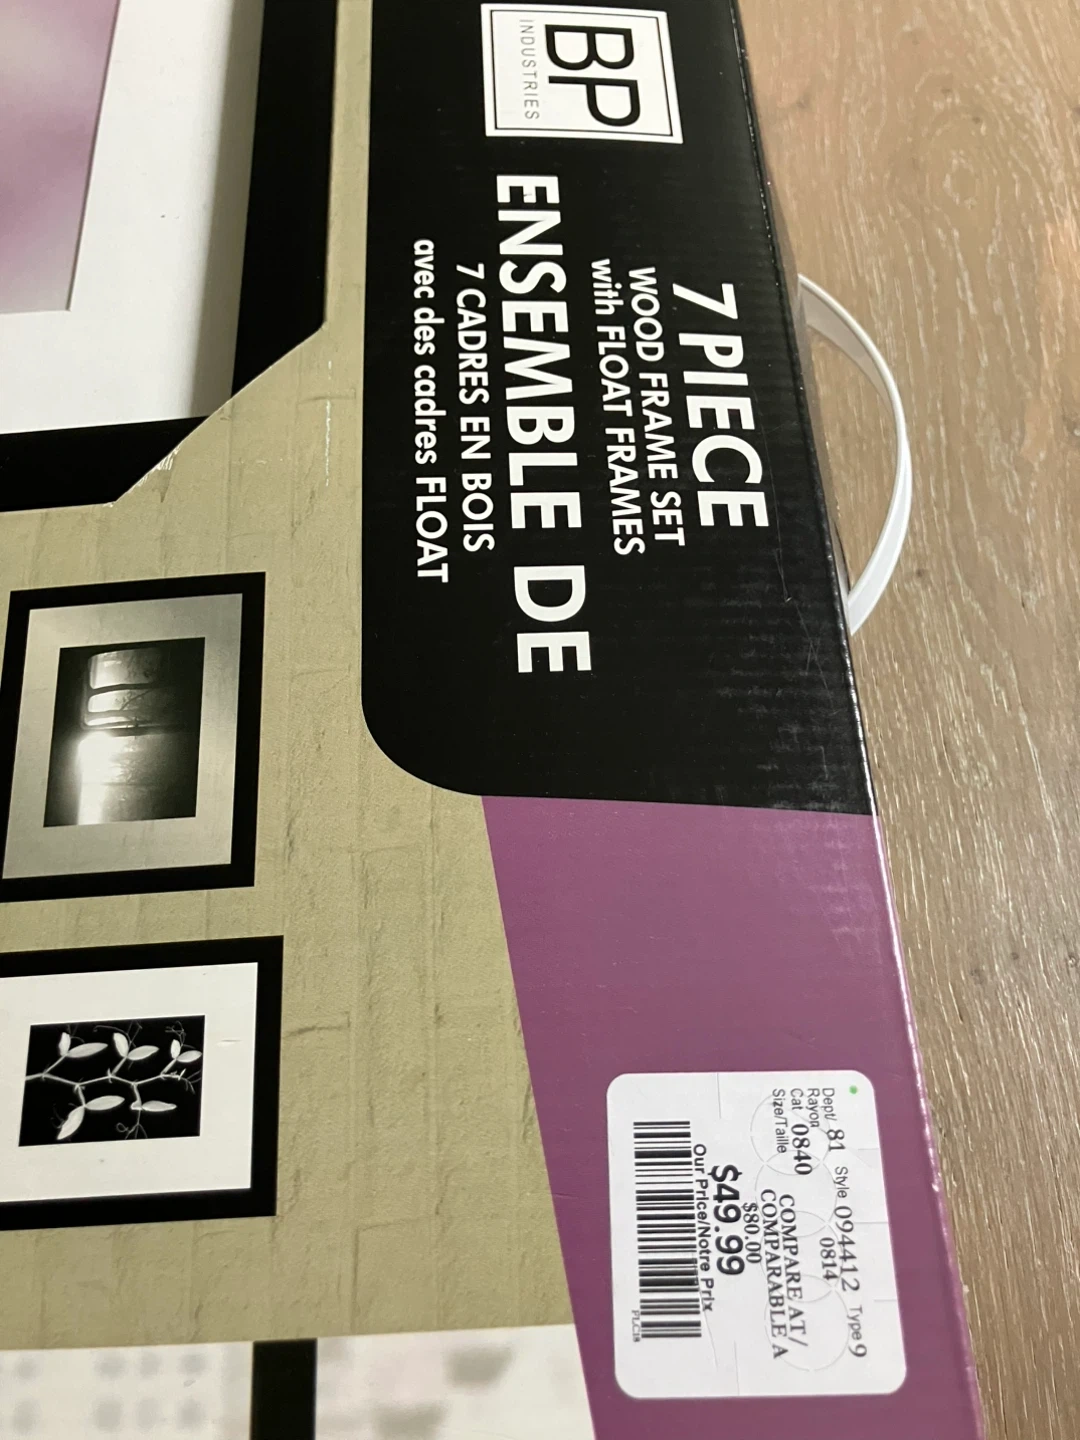 BP
INDUSTRIES
7 PIECE
WOOD FRAME SET
with FLOAT FRAMES
ENSEMBLE DE
7 CADRES EN BOIS
avec des cadres FLOAT
Dept/ 81 Style 094412 Type 9
Rayon
Cat 0840 0814
Size/Taille
COMPARE AT /
COMPARABLE A
$80.00
$49.99
Our Price/Notre Prix
PLC18